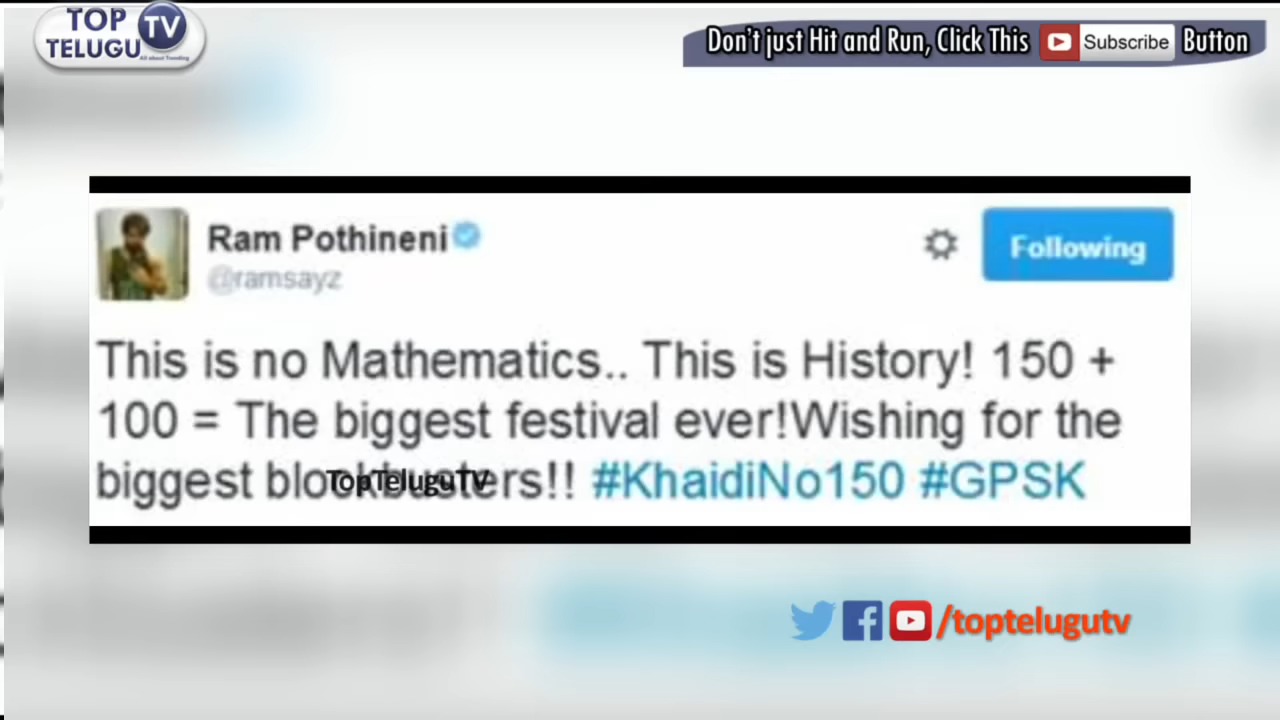 TOP
TELUGU TV
All about Trending
Don't just Hit and Run, Click This Subscribe Button
Ram Pothineni
@ramsayz
Following
This is no Mathematics.. This is History! 150 +
100 = The biggest festival ever!Wishing for the
biggest blockbusters!! #KhaidiNo150 #GPSK
TopTeluguTV
/toptelugutv